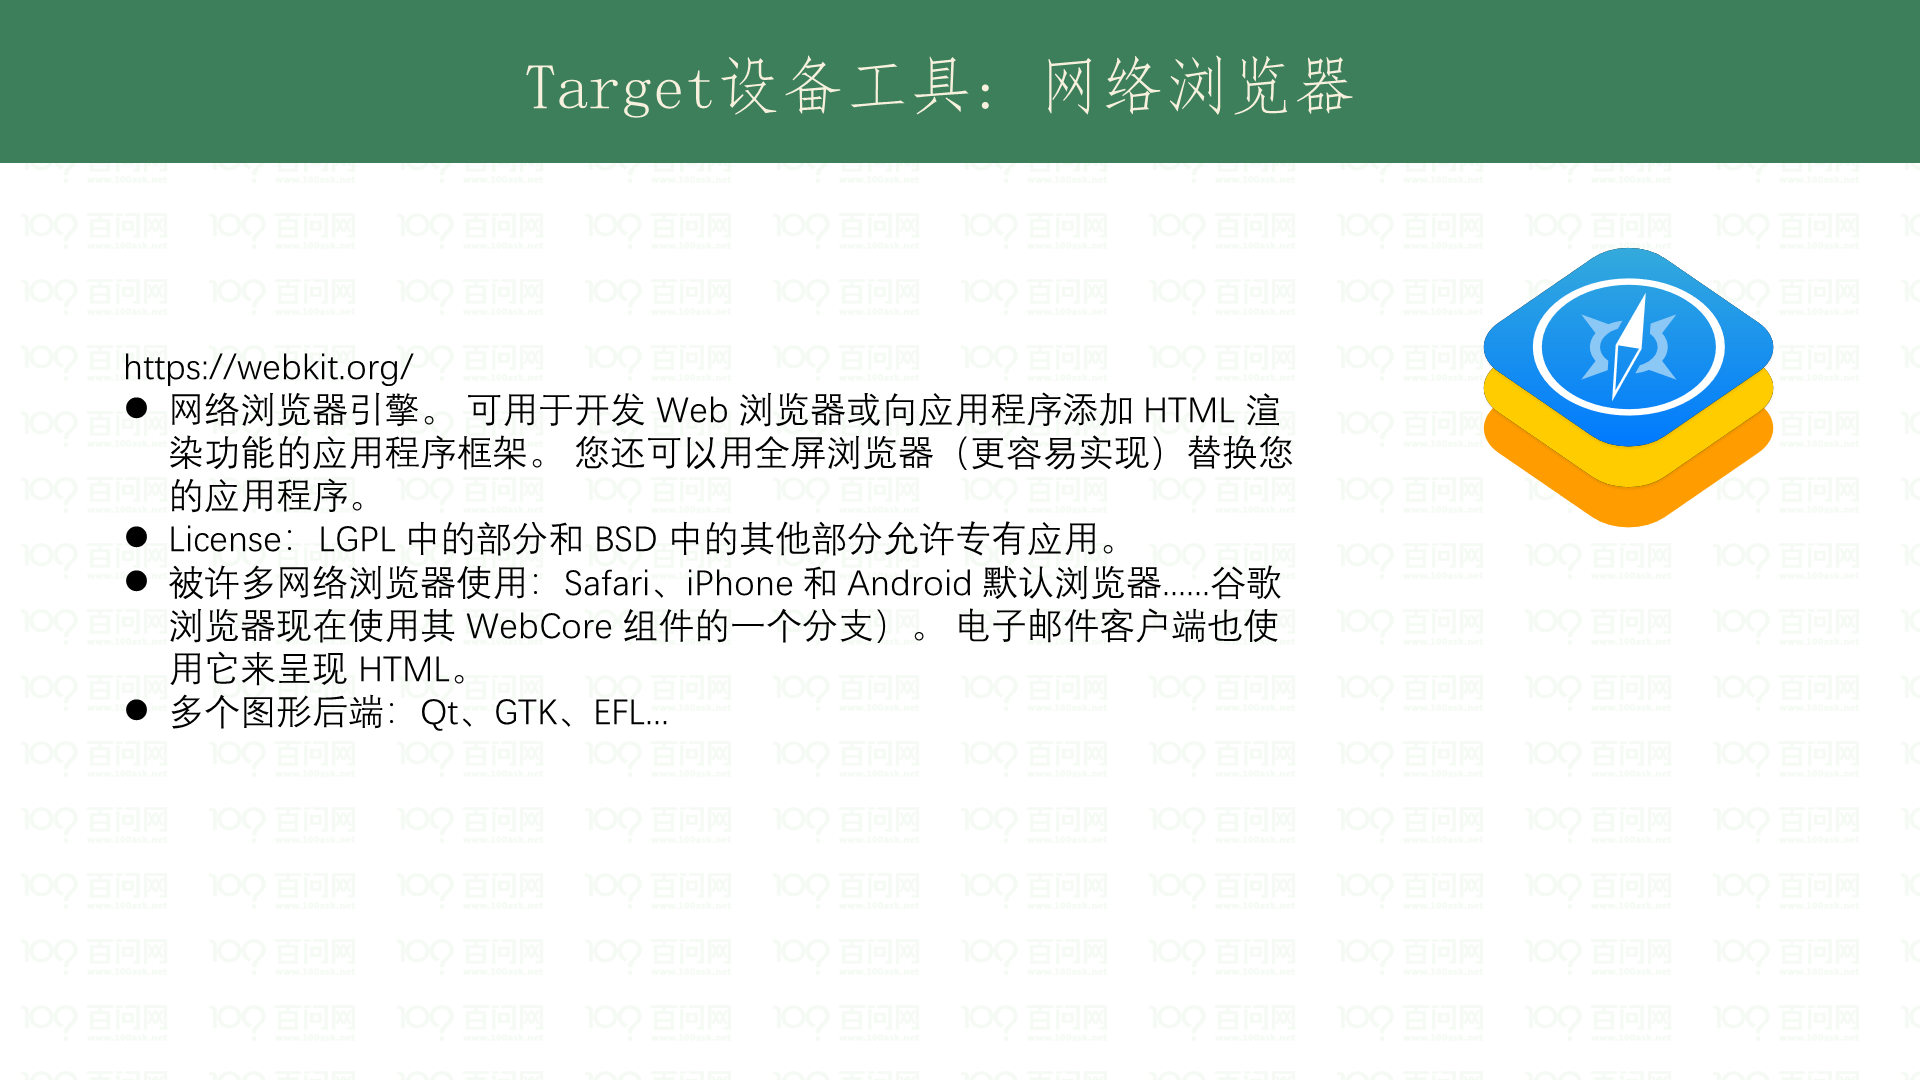 Target设备工具：网络浏览器
https://webkit.org/
● 网络浏览器引擎。 可用于开发 Web 浏览器或向应用程序添加 HTML 渲
染功能的应用程序框架。 您还可以用全屏浏览器（更容易实现）替换您
的应用程序。
● License： LGPL 中的部分和 BSD 中的其他部分允许专有应用。
● 被许多网络浏览器使用： Safari、iPhone 和 Android 默认浏览器......谷歌
浏览器现在使用其 WebCore 组件的一个分支）。 电子邮件客户端也使
用它来呈现 HTML。
● 多个图形后端： Qt、GTK、EFL...
100 百问网
www.100ask.net